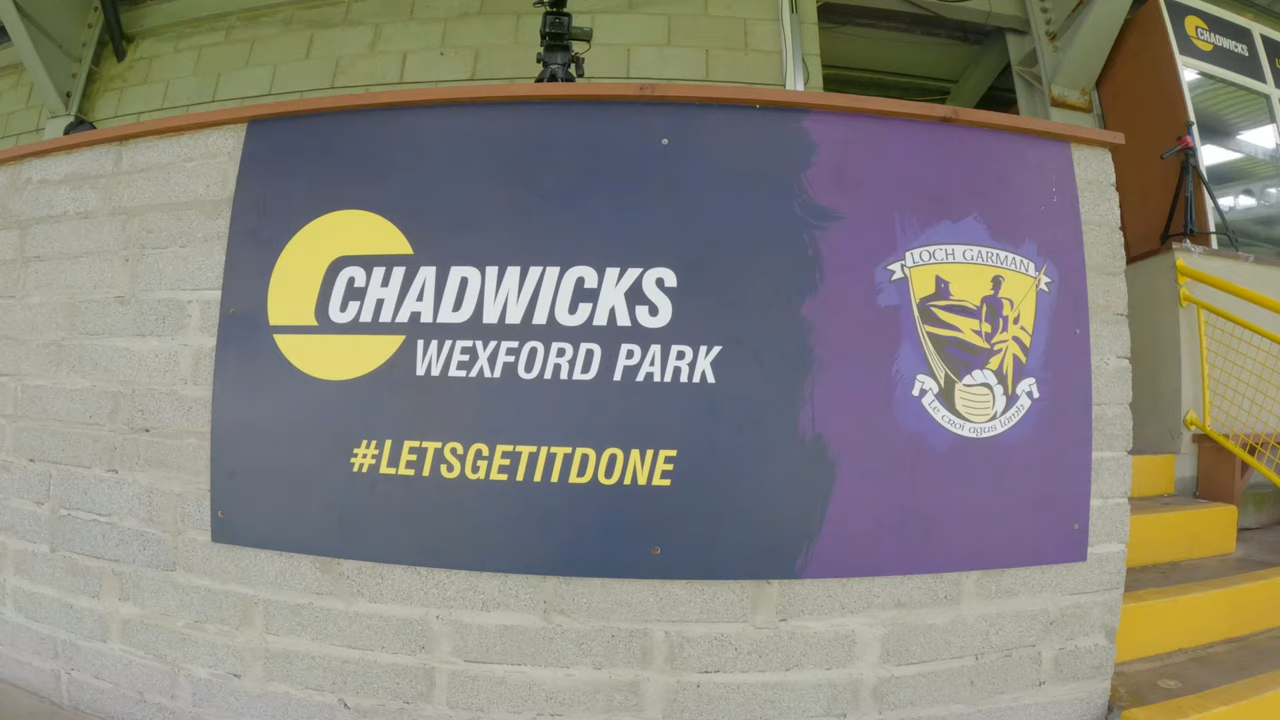 CHADWICKS
CHADWICKS
WEXFORD PARK
#LETSGETITDONE
LOCH GARMAN
Le croí agus lámh